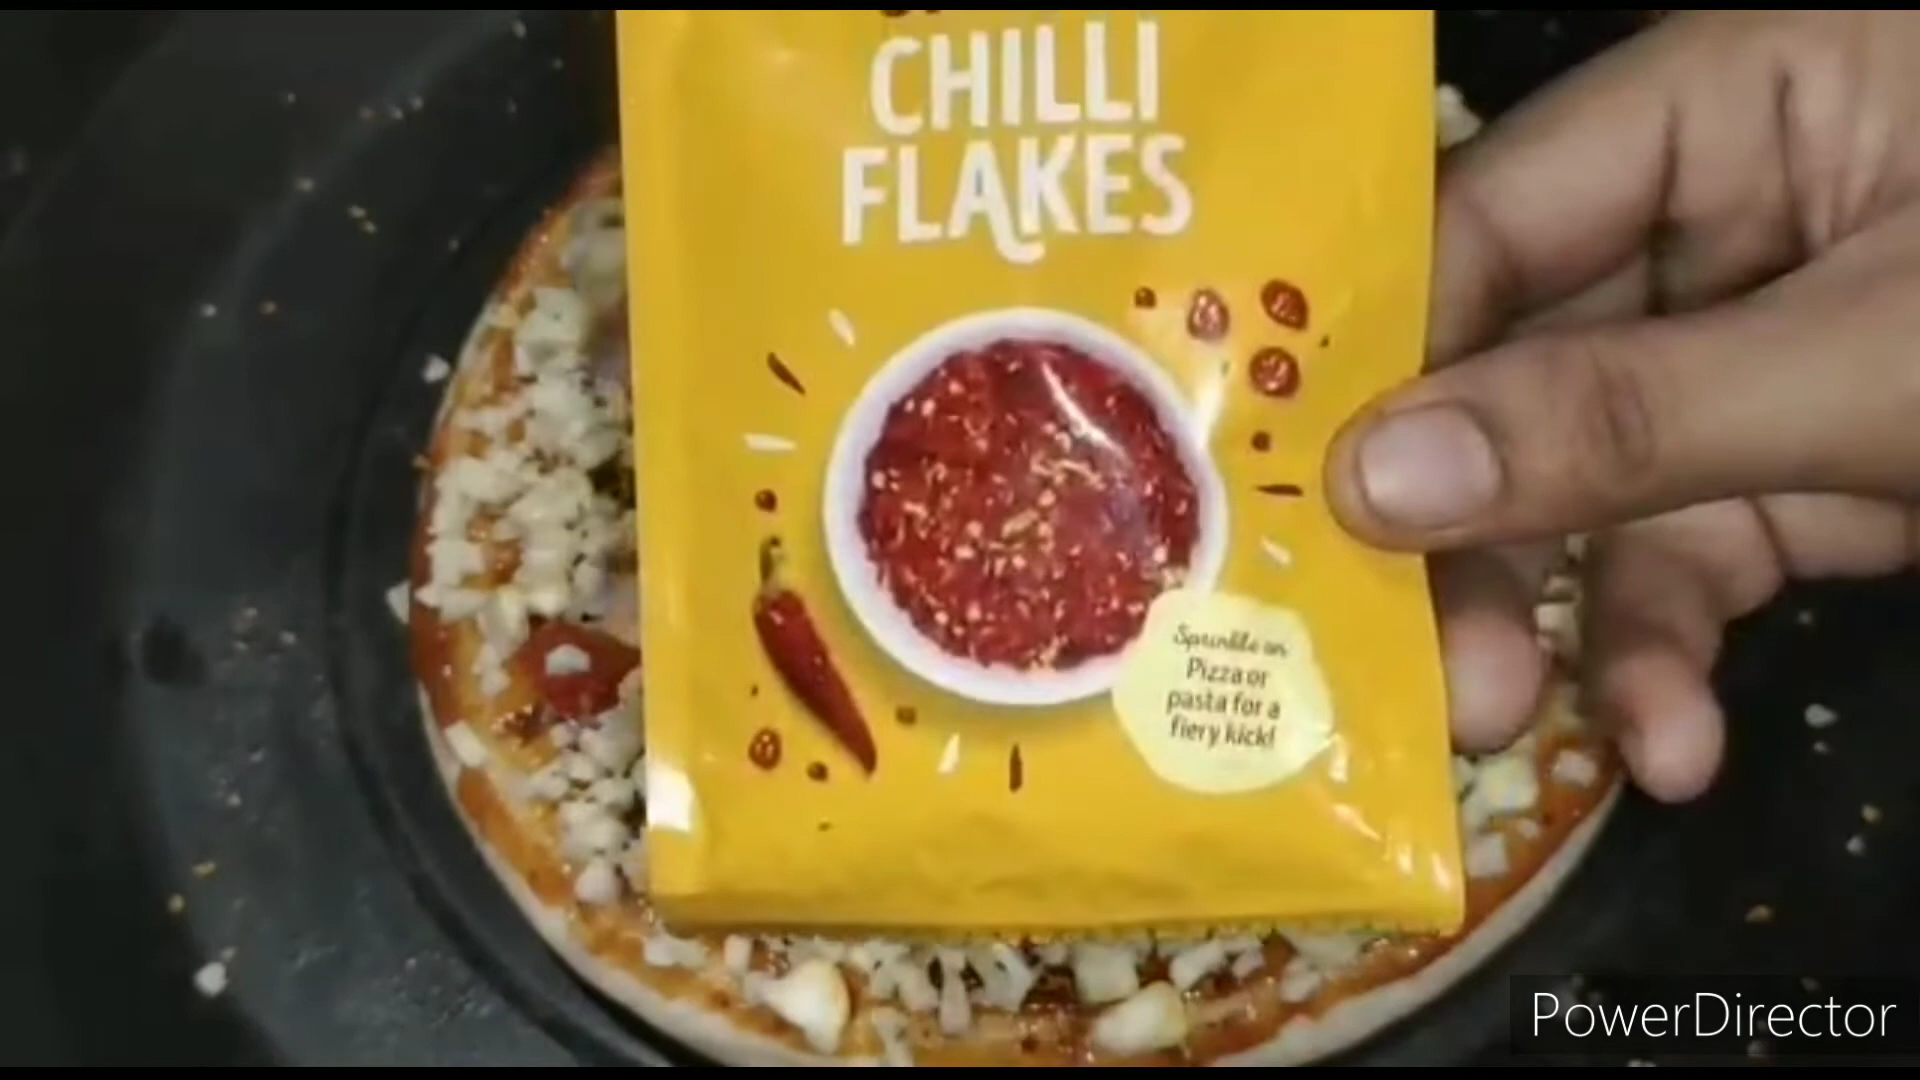 CHILLI
FLAKES
Sprinkle on
Pizza or
pasta for a
fiery kick!
PowerDirector